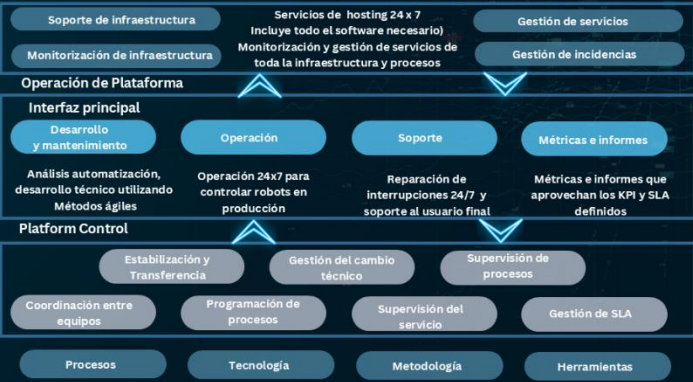 Soporte de infraestructura
Monitorización de infraestructura
Servicios de hosting 24 x 7
Incluye todo el software necesario)
Monitorización y gestión de servicios de
toda la infraestructura y procesos
Gestión de servicios
Gestión de incidencias
Operación de Plataforma
Interfaz principal
Desarrollo
y mantenimiento
Operación
Soporte
Métricas e informes
Análisis automatización,
desarrollo técnico utilizando
Métodos ágiles
Operación 24x7 para
controlar robots en
producción
Reparación de
interrupciones 24/7 y
soporte al usuario final
Métricas e informes que
aprovechan los KPI y SLA
definidos
Platform Control
Estabilización y
Transferencia
Gestión del cambio
técnico
Supervisión de
procesos
Coordinación entre
equipos
Programación de
procesos
Supervisión del
servicio
Gestión de SLA
Procesos
Tecnología
Metodología
Herramientas